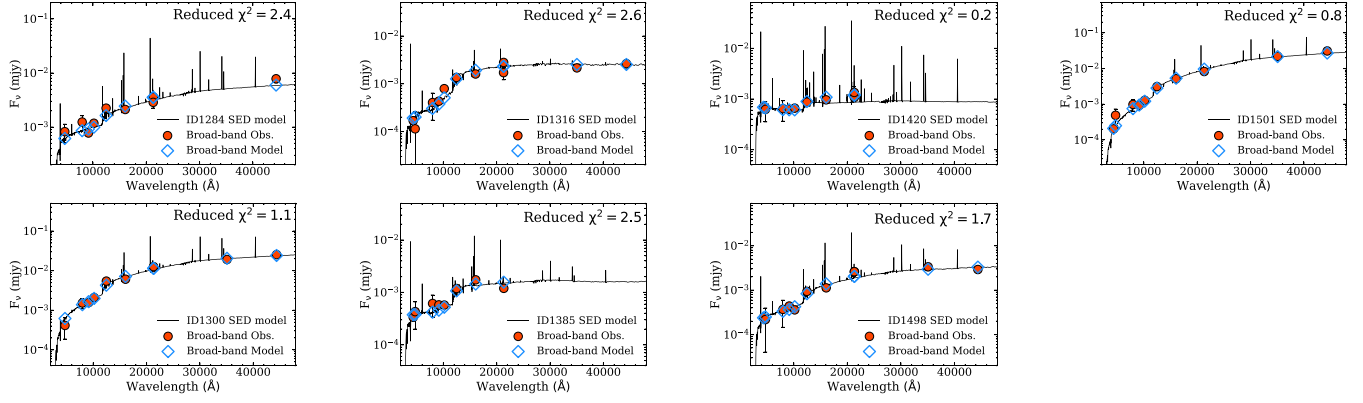 Reduced χ² = 2.4
10⁻¹
10⁻²
10⁻³
Fν (mjy)
ID1284 SED model
Broad-band Obs.
Broad-band Model
10000 20000 30000 40000
Wavelength (Å)
Reduced χ² = 2.6
10⁻²
10⁻³
10⁻⁴
Fν (mjy)
ID1316 SED model
Broad-band Obs.
Broad-band Model
10000 20000 30000 40000
Wavelength (Å)
Reduced χ² = 0.2
10⁻²
10⁻³
10⁻⁴
Fν (mjy)
ID1420 SED model
Broad-band Obs.
Broad-band Model
10000 20000 30000 40000
Wavelength (Å)
Reduced χ² = 0.8
10⁻¹
10⁻²
10⁻³
10⁻⁴
Fν (mjy)
ID1501 SED model
Broad-band Obs.
Broad-band Model
10000 20000 30000 40000
Wavelength (Å)
Reduced χ² = 1.1
10⁻¹
10⁻²
10⁻³
10⁻⁴
Fν (mjy)
ID1300 SED model
Broad-band Obs.
Broad-band Model
10000 20000 30000 40000
Wavelength (Å)
Reduced χ² = 2.5
10⁻²
10⁻³
10⁻⁴
Fν (mjy)
ID1385 SED model
Broad-band Obs.
Broad-band Model
10000 20000 30000 40000
Wavelength (Å)
Reduced χ² = 1.7
10⁻²
10⁻³
10⁻⁴
Fν (mjy)
ID1498 SED model
Broad-band Obs.
Broad-band Model
10000 20000 30000 40000
Wavelength (Å)